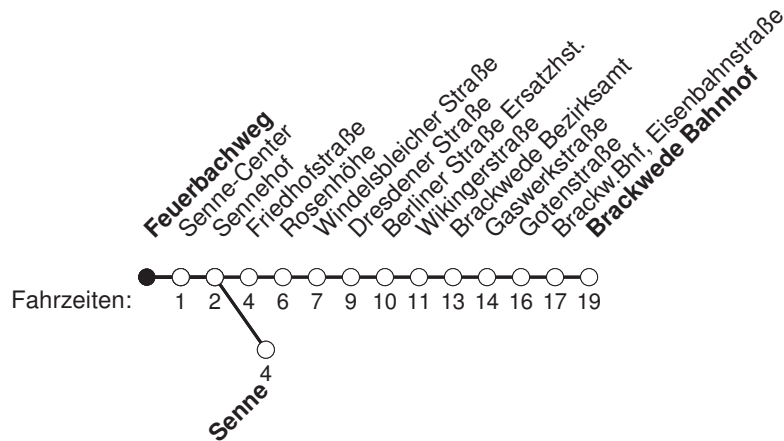 Feuerbachweg
Senne-Center
Sennehof
Friedhofstraße
Rosenhöhe
Windelsbleicher Straße
Dresdener Straße
Berliner Straße Ersatzhst.
Wikingerstraße
Brackwede Bezirksamt
Gaswerkstraße
Gotenstraße
Brackw.Bhf, Eisenbahnstraße
Brackwede Bahnhof
Fahrzeiten: 1 2 4 6 7 9 10 11 13 14 16 17 19
4
Senne